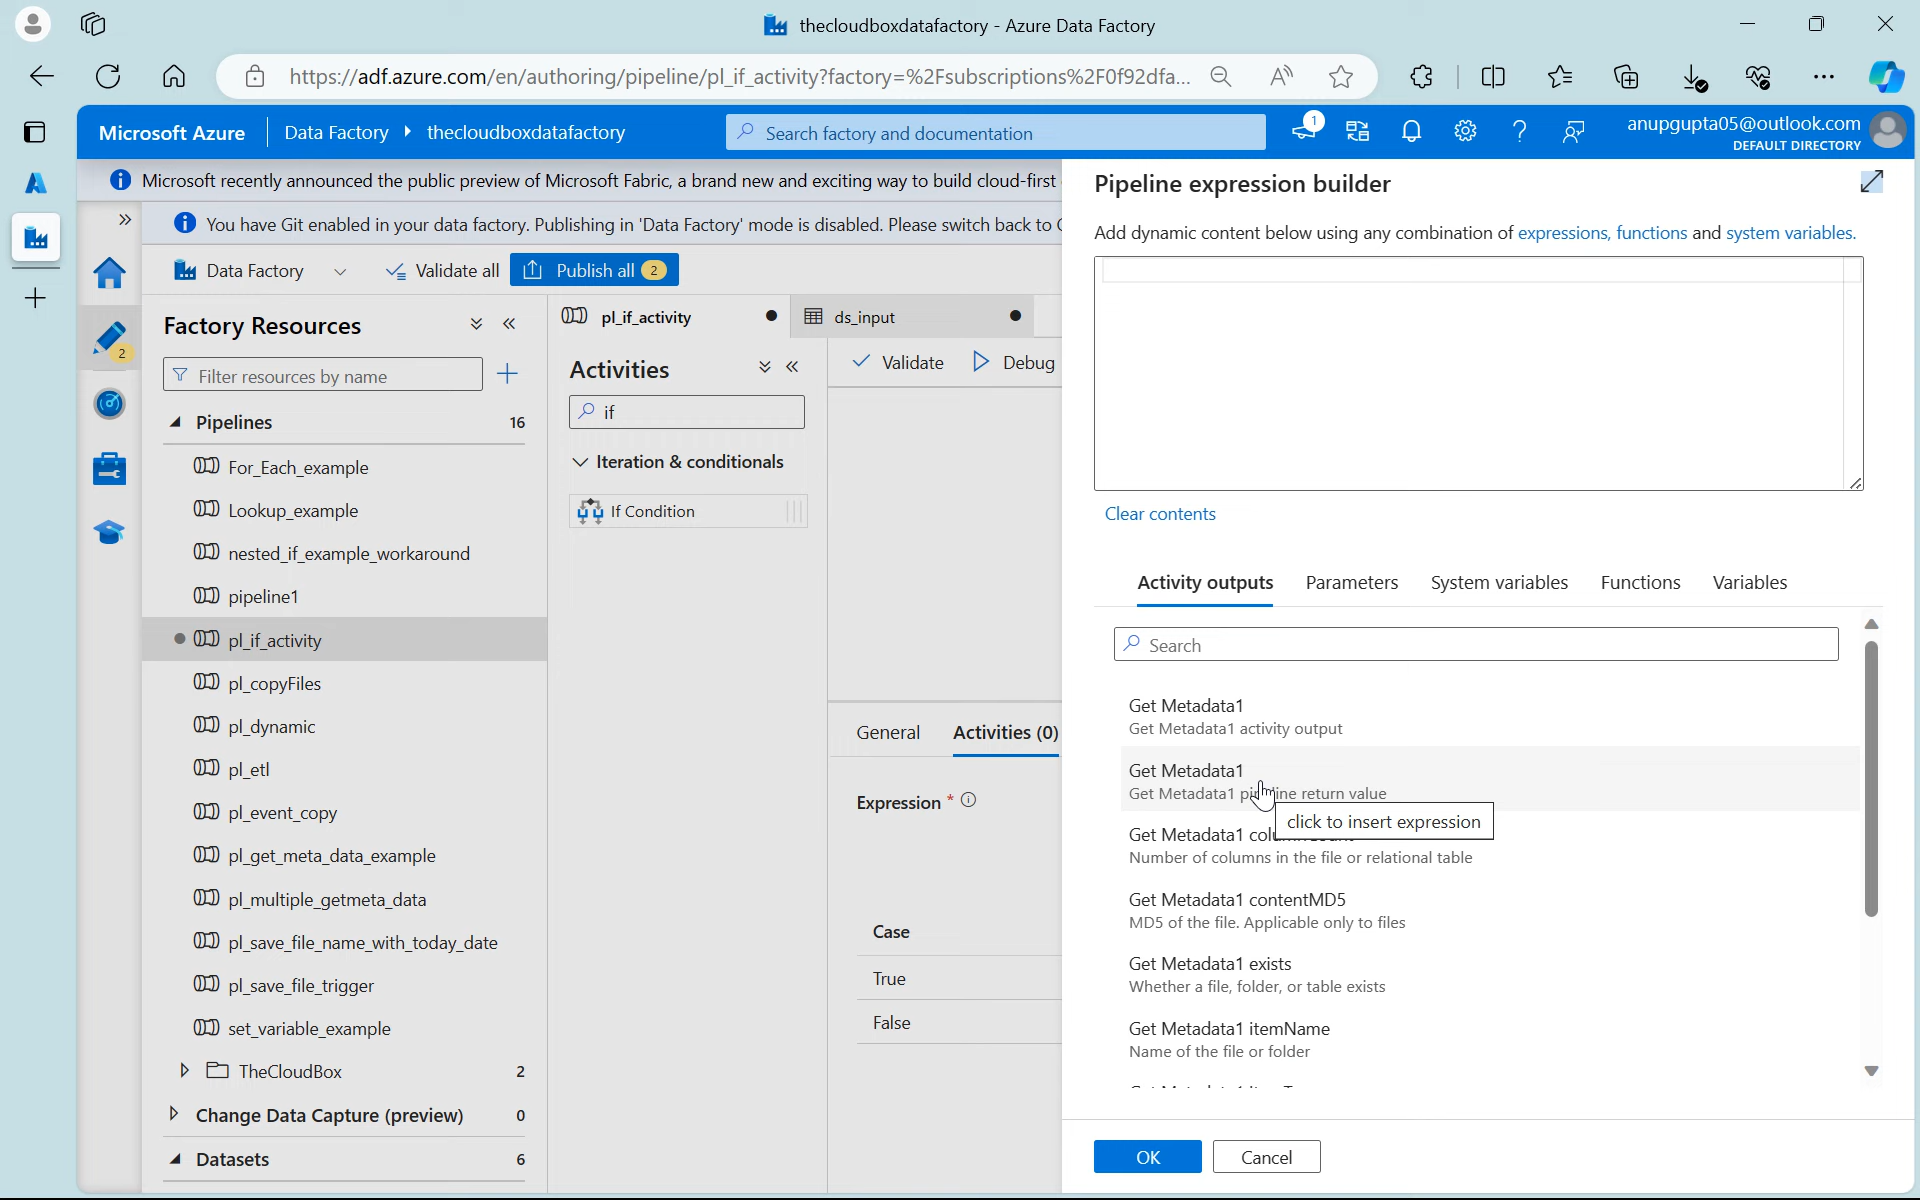 thecloudboxdatafactory - Azure Data Factory
https://adf.azure.com/en/authoring/pipeline/pl_if_activity?factory=%2Fsubscriptions%2F0f92dfa...
Microsoft Azure
Data Factory
thecloudboxdatafactory
Search factory and documentation
1
anupgupta05@outlook.com
DEFAULT DIRECTORY
Microsoft recently announced the public preview of Microsoft Fabric, a brand new and exciting way to build cloud-first
You have Git enabled in your data factory. Publishing in 'Data Factory' mode is disabled. Please switch back to
Data Factory
Validate all
Publish all 2
2
Factory Resources
Filter resources by name
Pipelines 16
For_Each_example
Lookup_example
nested_if_example_workaround
pipeline1
pl_if_activity
pl_copyFiles
pl_dynamic
pl_etl
pl_event_copy
pl_get_meta_data_example
pl_multiple_getmeta_data
pl_save_file_name_with_today_date
pl_save_file_trigger
set_variable_example
TheCloudBox 2
Change Data Capture (preview) 0
Datasets 6
pl_if_activity
ds_input
Activities
if
Iteration & conditionals
If Condition
Validate
Debug
General
Activities (0)
Expression *
Case
True
False
Pipeline expression builder
Add dynamic content below using any combination of expressions, functions and system variables.
Clear contents
Activity outputs
Parameters
System variables
Functions
Variables
Search
Get Metadata1
Get Metadata1 activity output
Get Metadata1
Get Metadata1 return value
click to insert expression
Get Metadata1
Number of columns in the file or relational table
Get Metadata1 contentMD5
MD5 of the file. Applicable only to files
Get Metadata1 exists
Whether a file, folder, or table exists
Get Metadata1 itemName
Name of the file or folder
OK
Cancel